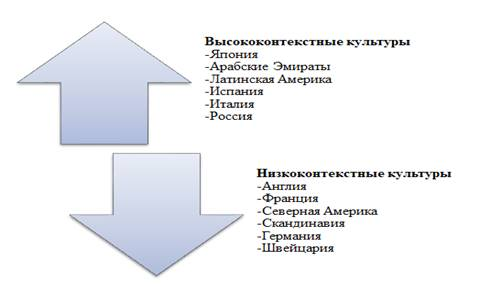 Высококонтекстные культуры
-Япония
-Арабские Эмираты
-Латинская Америка
-Испания
-Италия
-Россия
Низкоконтекстные культуры
-Англия
-Франция
-Северная Америка
-Скандинавия
-Германия
-Швейцария